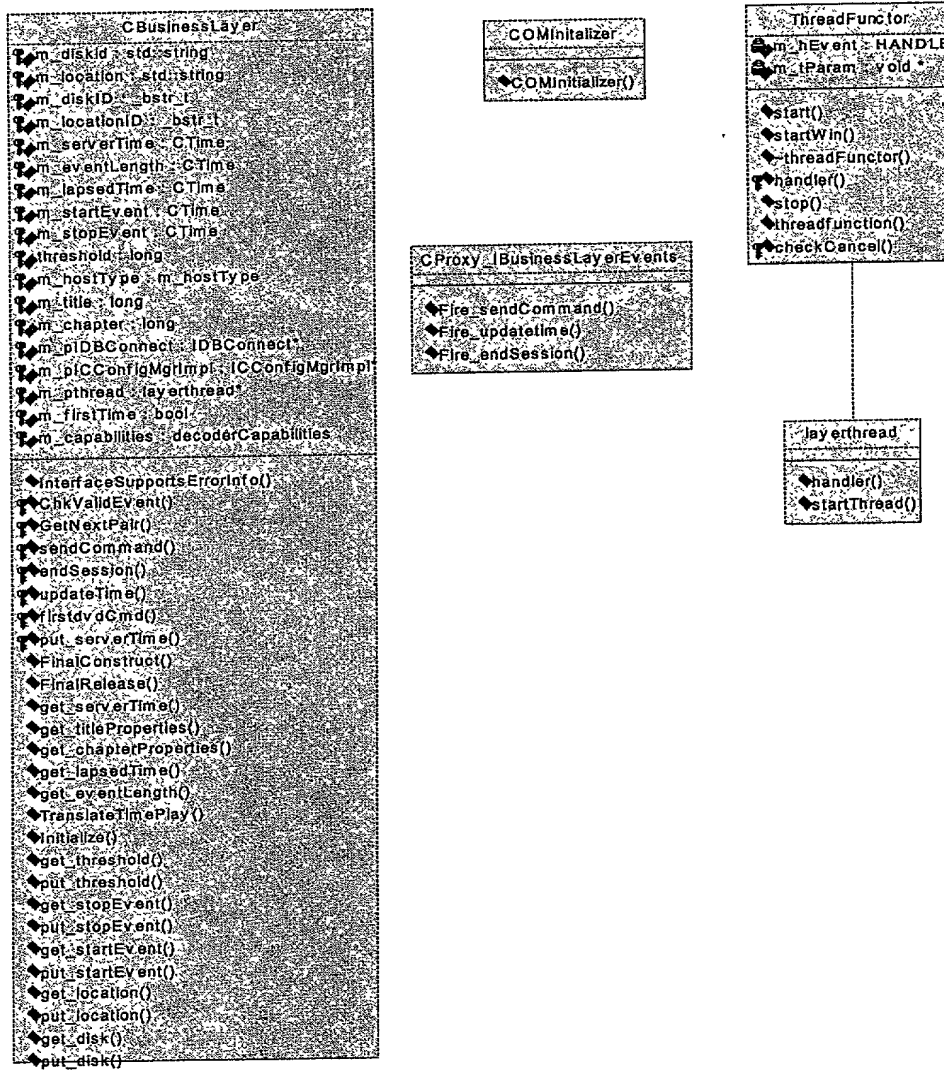 CBusinessLayer
m_diskId : std::string
m_location : std::string
m_diskID : _bstr_t
m_locationID : _bstr_t
m_serverTime : CTime
m_eventLength : CTime
m_lapsedTime : CTime
m_startEvent : CTime
m_stopEvent : CTime
threshold : long
m_hostType : m_hostType
m_title : long
m_chapter : long
m_pIDBConnect : IDBConnect*
m_pICConfigMgrImpl : ICConfigMgrImpl*
m_pthread : layerthread*
m_firstTime : bool
m_capabilities : decoderCapabilities
InterfaceSupportsErrorInfo()
ChkValidEvent()
GetNextPair()
sendCommand()
endSession()
updateTime()
firstdvdCmd()
put_serverTime()
FinalConstruct()
FinalRelease()
get_serverTime()
get_titleProperties()
get_chapterProperties()
get_lapsedTime()
get_eventLength()
TranslateTimePlay()
Initialize()
get_threshold()
put_threshold()
get_stopEvent()
put_stopEvent()
get_startEvent()
put_startEvent()
get_location()
put_location()
get_disk()
put_disk()
COMInitalizer
COMInitializer()
CProxy_IBusinessLayerEvents
Fire_sendCommand()
Fire_updatetime()
Fire_endSession()
ThreadFunctor
m_hEvent : HANDLE
m_tParam : void *
start()
startWin()
~threadFunctor()
handler()
stop()
threadfunction()
checkCancel()
layerthread
handler()
startThread()